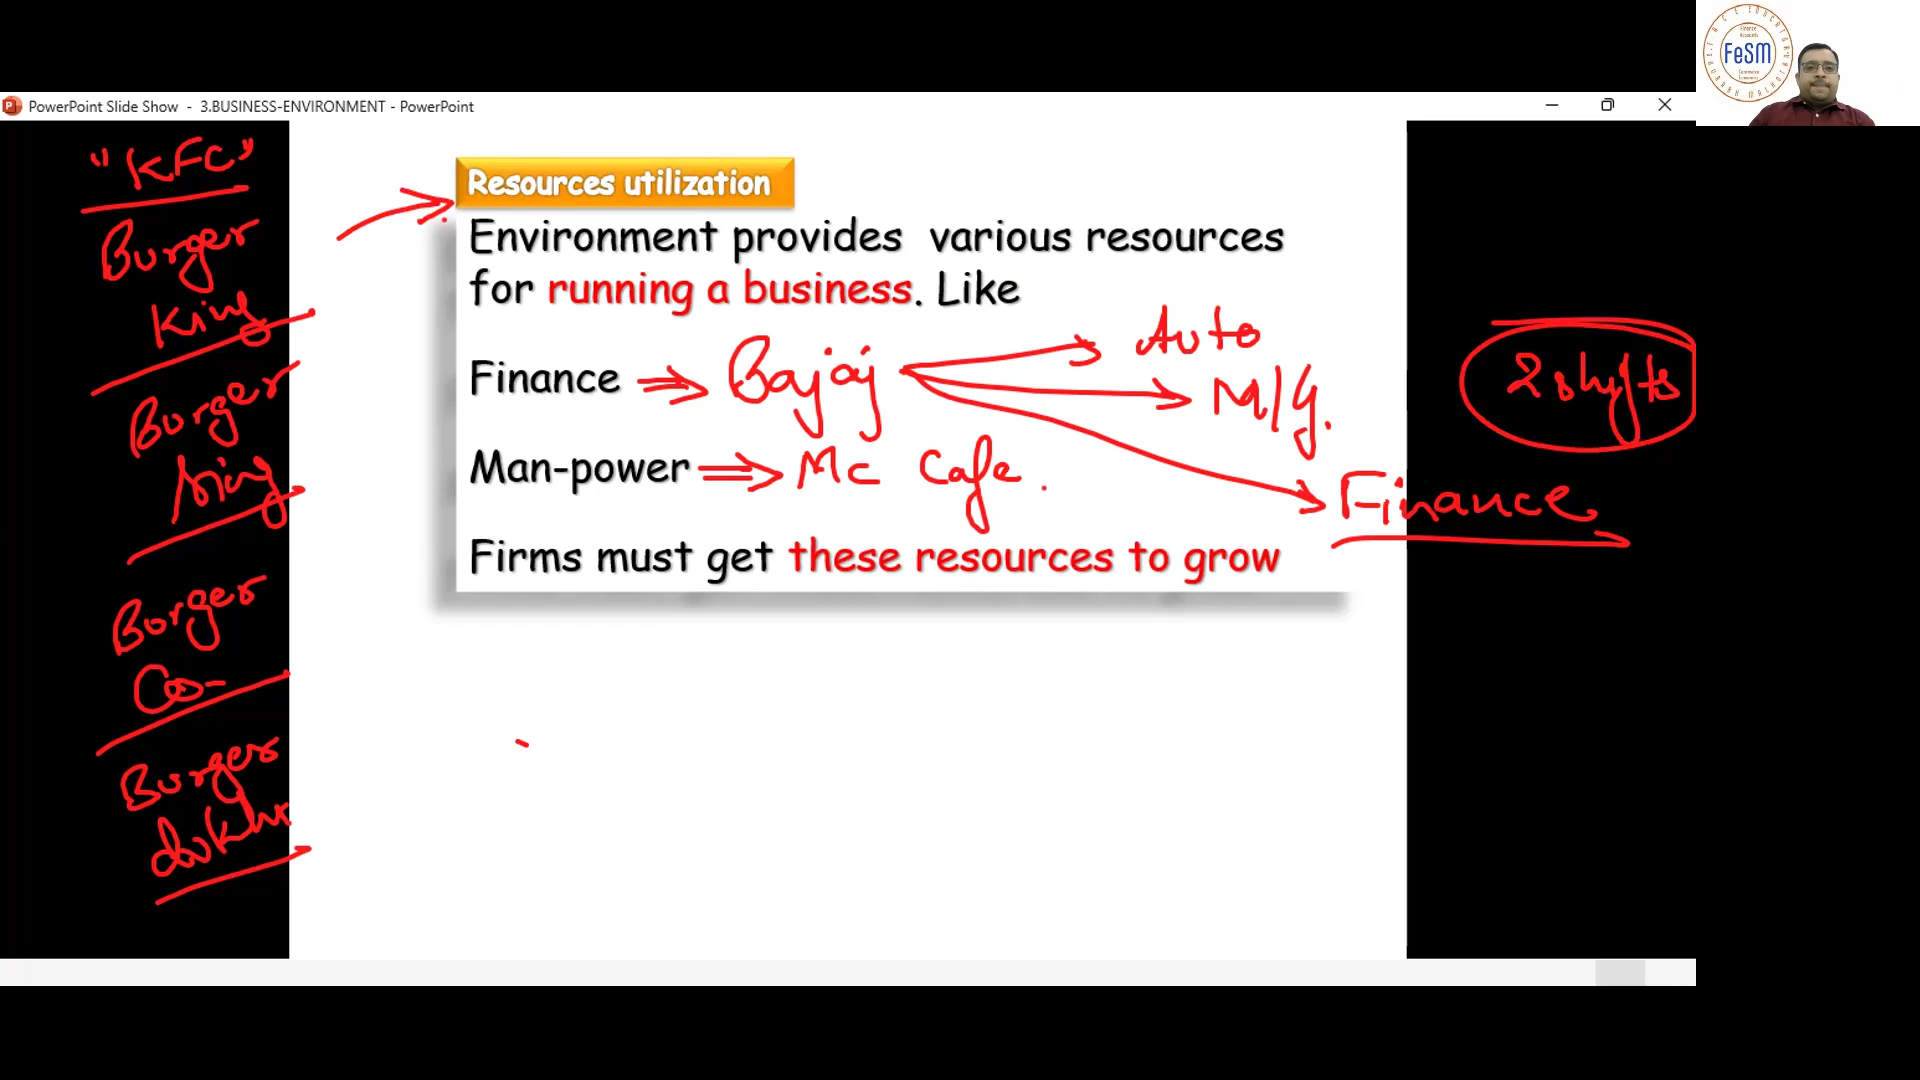 PowerPoint Slide Show - 3.BUSINESS-ENVIRONMENT - PowerPoint
FeSM
"KFC"
Burger
King
Burger
Burger
Co-
Burger
Resources utilization
Environment provides various resources
for running a business. Like
Finance ⇒ Bajaj → Auto
→ M/G.
→ Finance
Man-power ⇒ Mc Cafe.
Firms must get these resources to grow
2 shifts